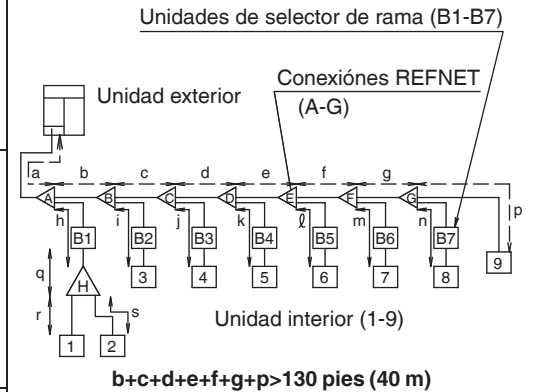 Unidades de selector de rama (B1-B7)
Conexiónes REFNET
(A-G)
Unidad exterior
a b c d e f g
A B C D E F G
h i j k ℓ m n p
B1 B2 B3 B4 B5 B6 B7
3 4 5 6 7 8 9
q H
r s
1 2
Unidad interior (1-9)
b+c+d+e+f+g+p>130 pies (40 m)